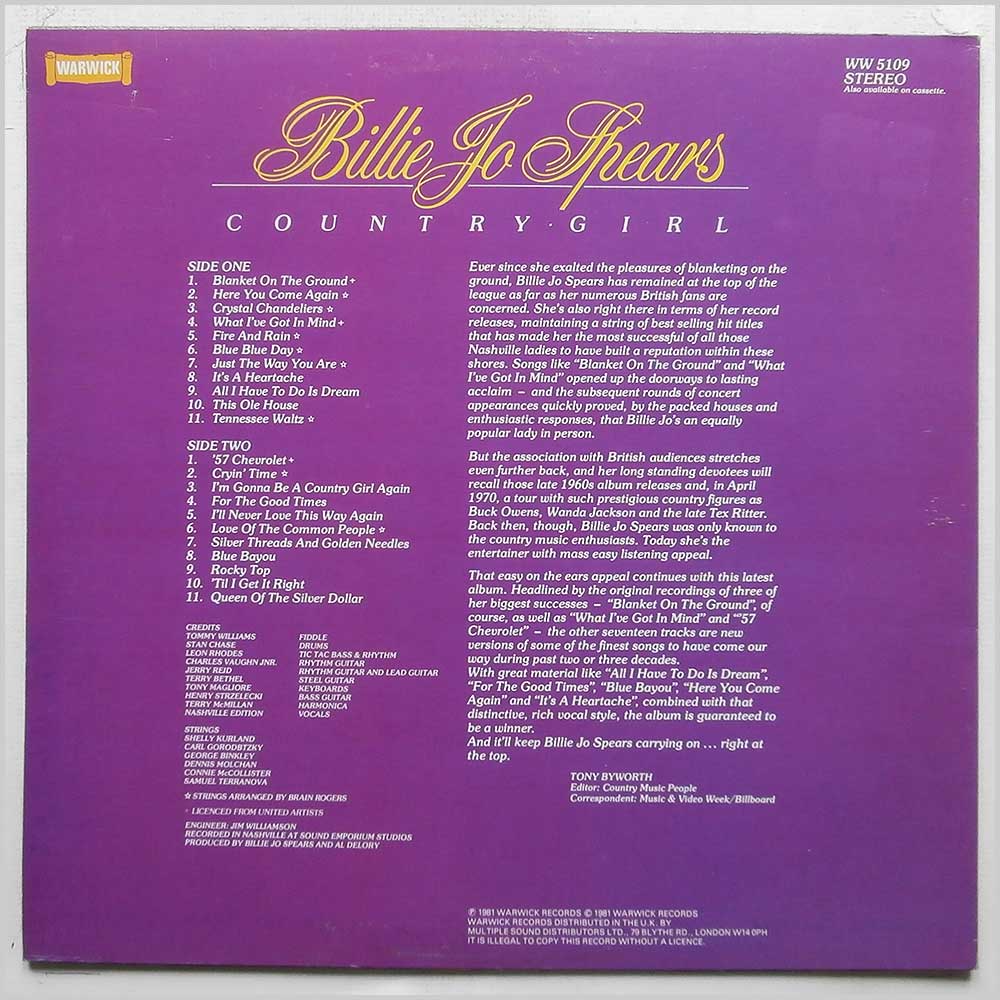 WARWICK
WW 5109
STEREO
Also available on cassette.
Billie Jo Spears
COUNTRY·GIRL
SIDE ONE
1. Blanket On The Ground+
2. Here You Come Again☆
3. Crystal Chandeliers☆
4. What I've Got In Mind+
5. Fire And Rain☆
6. Blue Blue Day☆
7. Just The Way You Are☆
8. It's A Heartache
9. All I Have To Do Is Dream
10. This Ole House
11. Tennessee Waltz☆
SIDE TWO
1. '57 Chevrolet+
2. Cryin' Time☆
3. I'm Gonna Be A Country Girl Again
4. For The Good Times
5. I'll Never Love This Way Again
6. Love Of The Common People☆
7. Silver Threads And Golden Needles
8. Blue Bayou
9. Rocky Top
10. 'Til I Get It Right
11. Queen Of The Silver Dollar
CREDITS
TOMMY WILLIAMS FIDDLE
STAN CHASE DRUMS
LEON RHODES TIC TAC BASS & RHYTHM
CHARLES VAUGHN JNR. RHYTHM GUITAR
JERRY REID RHYTHM GUITAR AND LEAD GUITAR
TERRY BETHEL STEEL GUITAR
TONY MAGLIORE KEYBOARDS
HENRY STRZELECKI BASS GUITAR
TERRY McMILLAN HARMONICA
NASHVILLE EDITION VOCALS
STRINGS
SHELLY KURLAND
CARL GORODBTZKY
GEORGE BINKLEY
DENNIS MOLCHAN
CONNIE McCOLLISTER
SAMUEL TERRANOVA
☆ STRINGS ARRANGED BY BRAIN ROGERS
+ LICENCED FROM UNITED ARTISTS
ENGINEER: JIM WILLIAMSON
RECORDED IN NASHVILLE AT SOUND EMPORIUM STUDIOS
PRODUCED BY BILLIE JO SPEARS AND AL DELORY
Ever since she exalted the pleasures of blanketing on the
ground, Billie Jo Spears has remained at the top of the
league as far as her numerous British fans are
concerned. She's also right there in terms of her record
releases, maintaining a string of best selling hit titles
that has made her the most successful of all those
Nashville ladies to have built a reputation within these
shores. Songs like "Blanket On The Ground" and "What
I've Got In Mind" opened up the doorways to lasting
acclaim – and the subsequent rounds of concert
appearances quickly proved, by the packed houses and
enthusiastic responses, that Billie Jo's an equally
popular lady in person.
But the association with British audiences stretches
even further back, and her long standing devotees will
recall those late 1960s album releases and, in April
1970, a tour with such prestigious country figures as
Buck Owens, Wanda Jackson and the late Tex Ritter.
Back then, though, Billie Jo Spears was only known to
the country music enthusiasts. Today she's the
entertainer with mass easy listening appeal.
That easy on the ears appeal continues with this latest
album. Headlined by the original recordings of three of
her biggest successes – "Blanket On The Ground", of
course, as well as "What I've Got In Mind" and "'57
Chevrolet" – the other seventeen tracks are new
versions of some of the finest songs to have come our
way during past two or three decades.
With great material like "All I Have To Do Is Dream",
"For The Good Times", "Blue Bayou", "Here You Come
Again" and "It's A Heartache", combined with that
distinctive, rich vocal style, the album is guaranteed to
be a winner.
And it'll keep Billie Jo Spears carrying on ... right at
the top.
TONY BYWORTH
Editor: Country Music People
Correspondent: Music & Video Week/Billboard
℗ 1981 WARWICK RECORDS © 1981 WARWICK RECORDS
WARWICK RECORDS DISTRIBUTED IN THE U.K. BY
MULTIPLE SOUND DISTRIBUTORS LTD., 79 BLYTHE RD., LONDON W14 0PH
IT IS ILLEGAL TO COPY THIS RECORD WITHOUT A LICENCE.